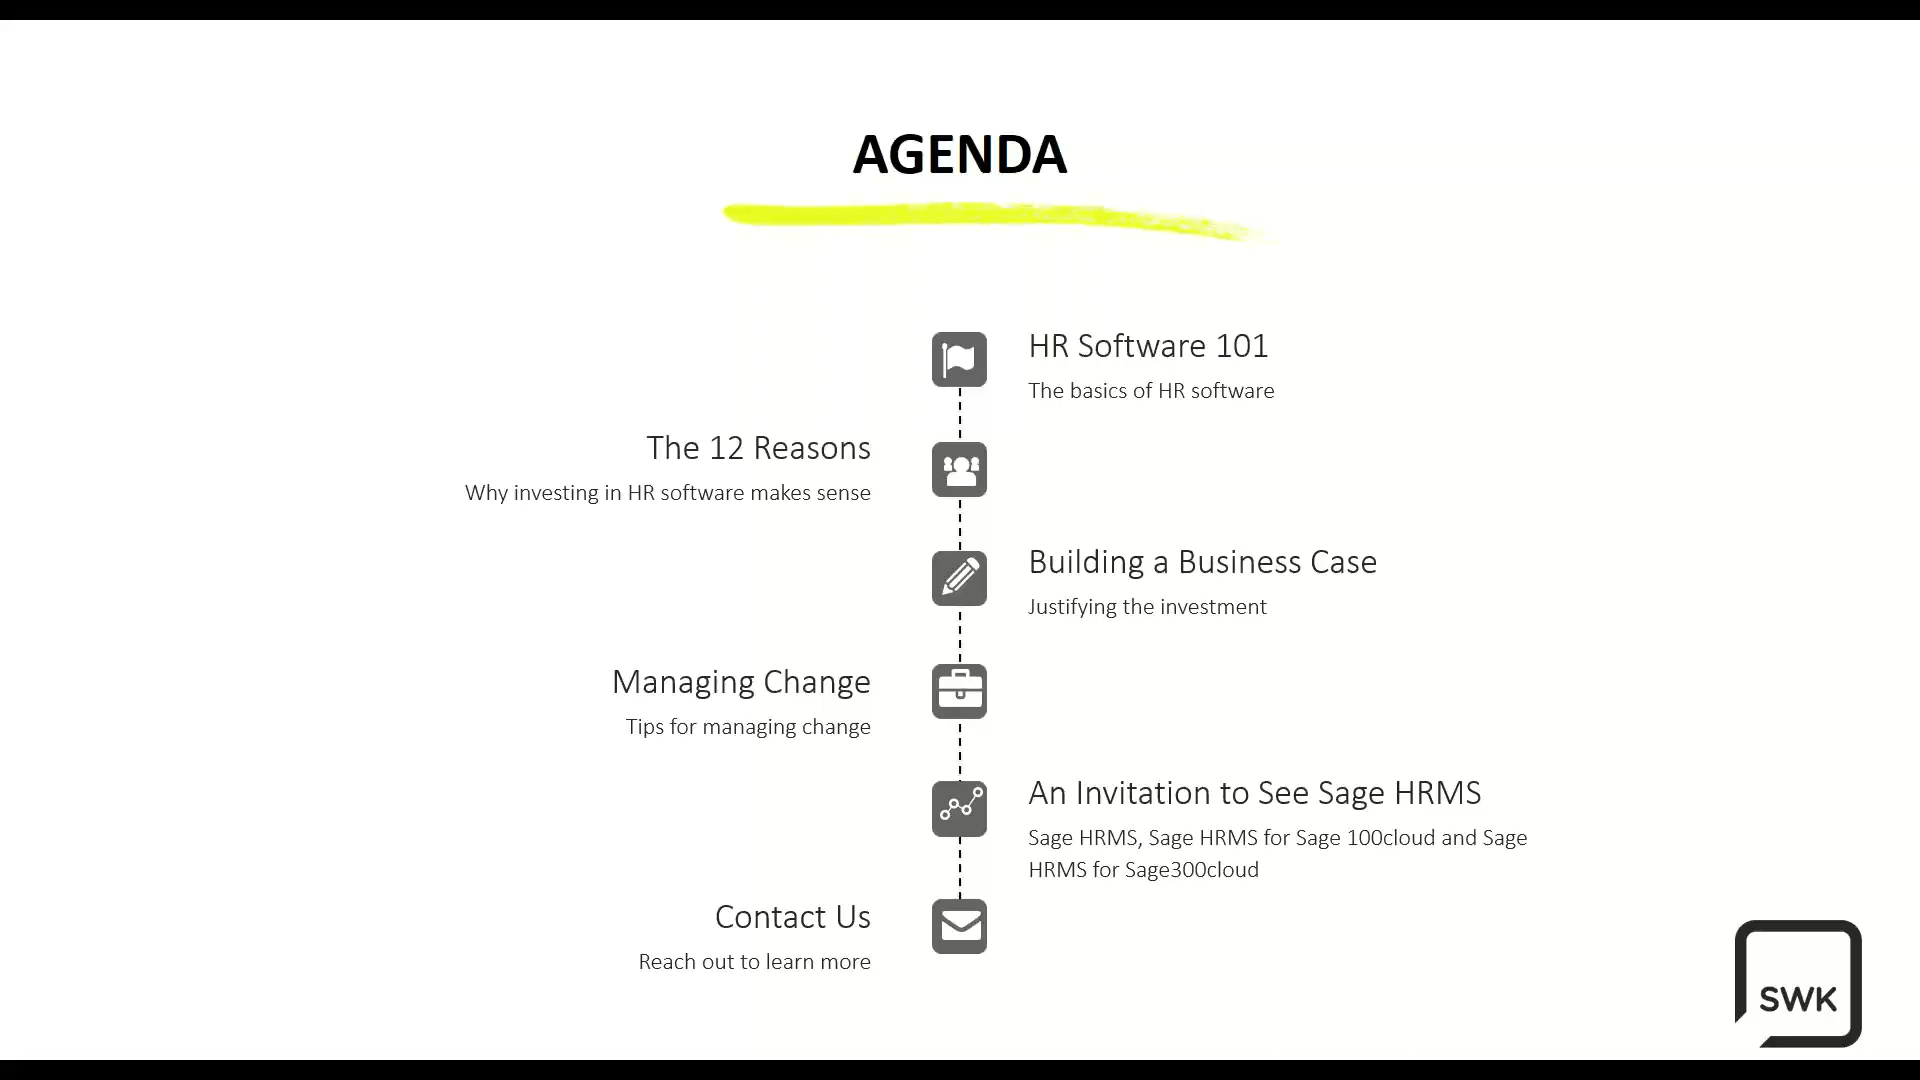 AGENDA
HR Software 101
The basics of HR software
The 12 Reasons
Why investing in HR software makes sense
Building a Business Case
Justifying the investment
Managing Change
Tips for managing change
An Invitation to See Sage HRMS
Sage HRMS, Sage HRMS for Sage 100cloud and Sage
HRMS for Sage300cloud
Contact Us
Reach out to learn more
SWK